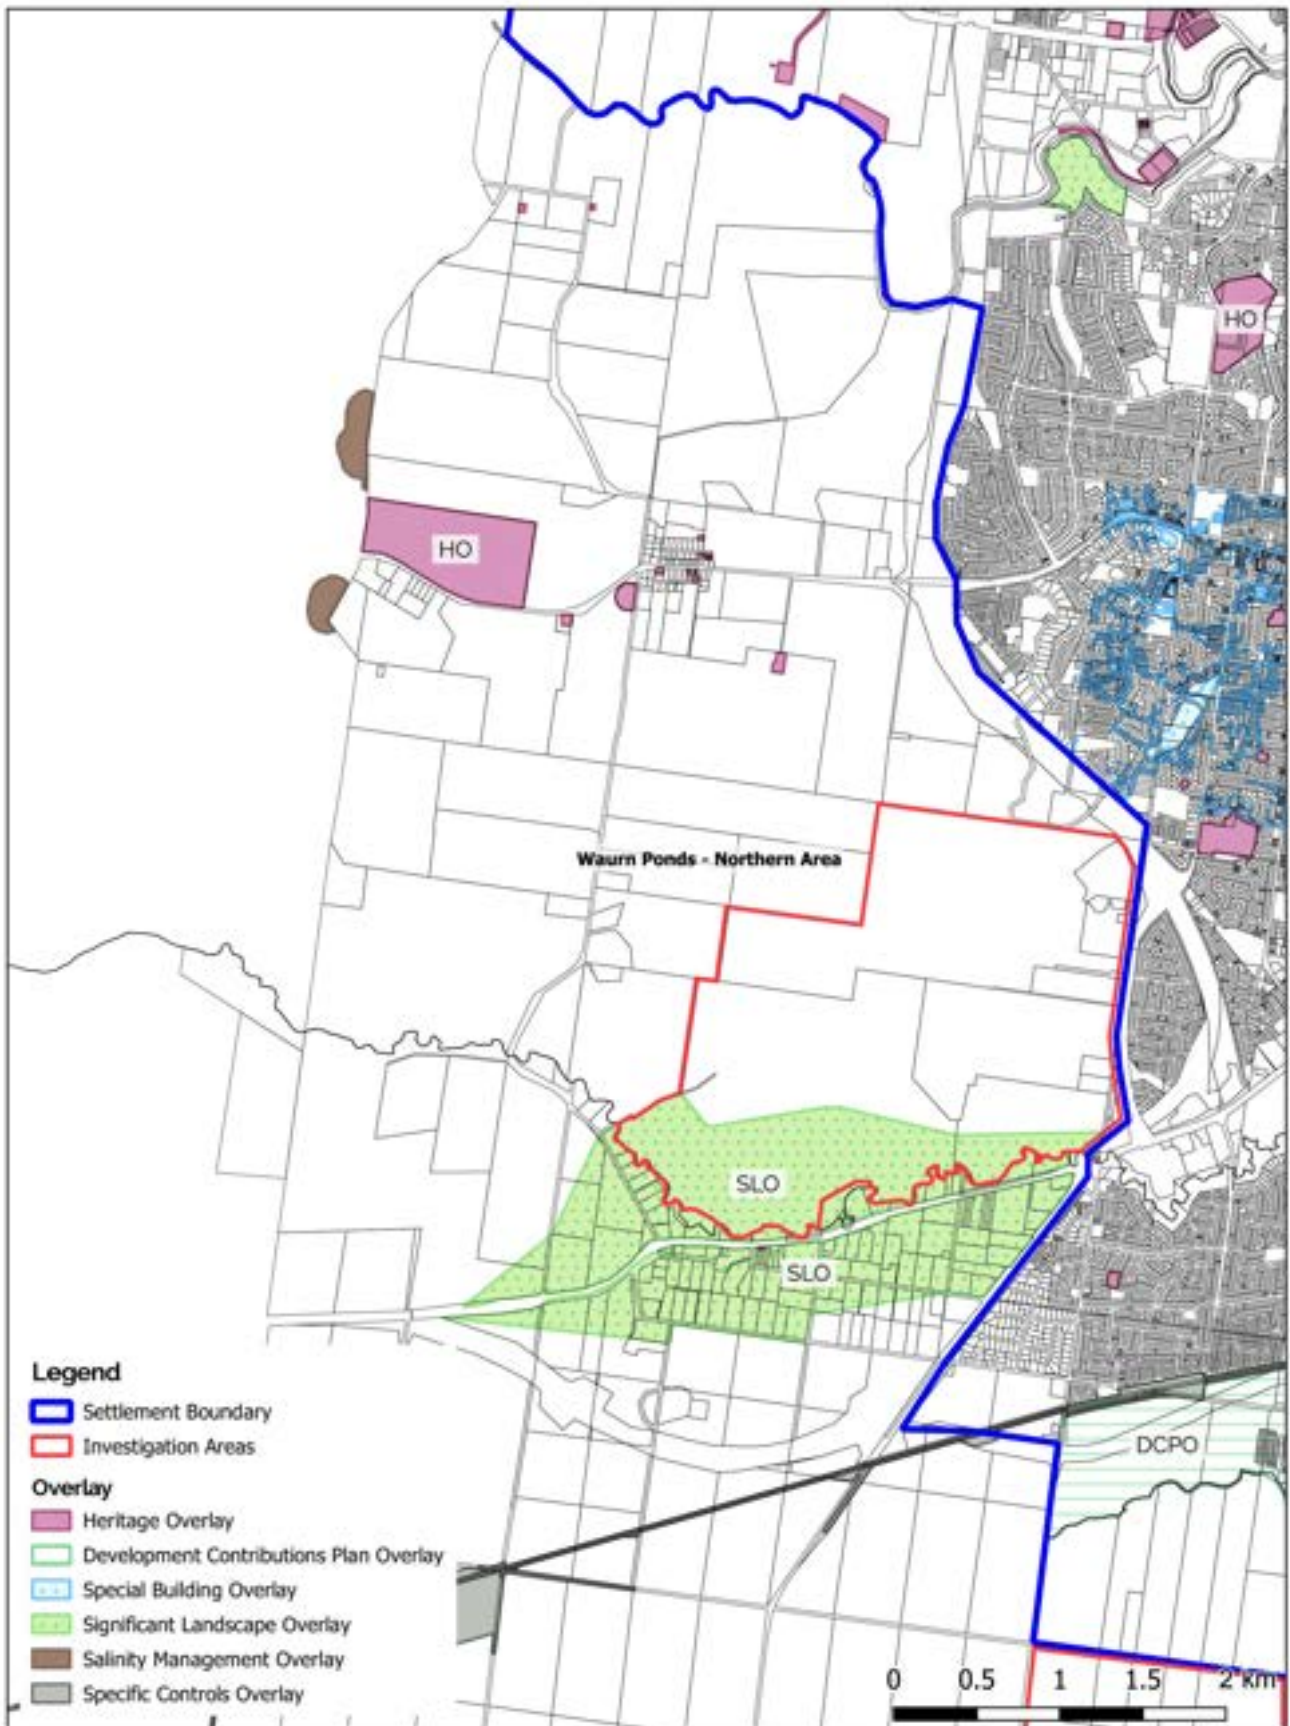 HO
HO
Waurn Ponds - Northern Area
SLO
SLO
DCPO
Legend
Settlement Boundary
Investigation Areas
Overlay
Heritage Overlay
Development Contributions Plan Overlay
Special Building Overlay
Significant Landscape Overlay
Salinity Management Overlay
Specific Controls Overlay
0 0.5 1 1.5 2 km